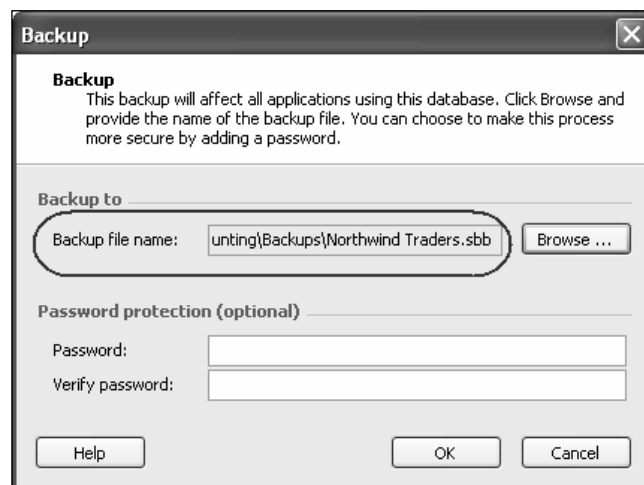 Backup
Backup
This backup will affect all applications using this database. Click Browse and
provide the name of the backup file. You can choose to make this process
more secure by adding a password.
Backup to
Backup file name: unting\Backups\Northwind Traders.sbb Browse ...
Password protection (optional)
Password:
Verify password:
Help OK Cancel